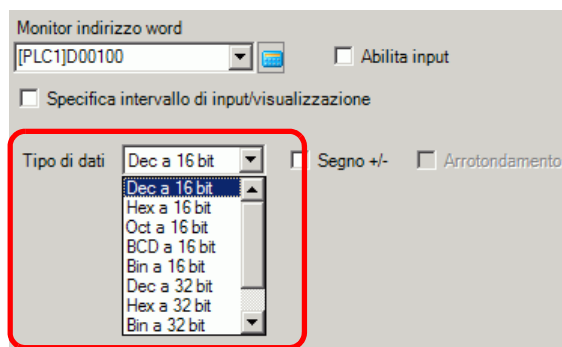 Monitor indirizzo word
[PLC1]D00100
Abilita input
Specifica intervallo di input/visualizzazione
Tipo di dati Dec a 16 bit Segno +/- Arrotondamento
Dec a 16 bit
Hex a 16 bit
Oct a 16 bit
BCD a 16 bit
Bin a 16 bit
Dec a 32 bit
Hex a 32 bit
Bin a 32 bit